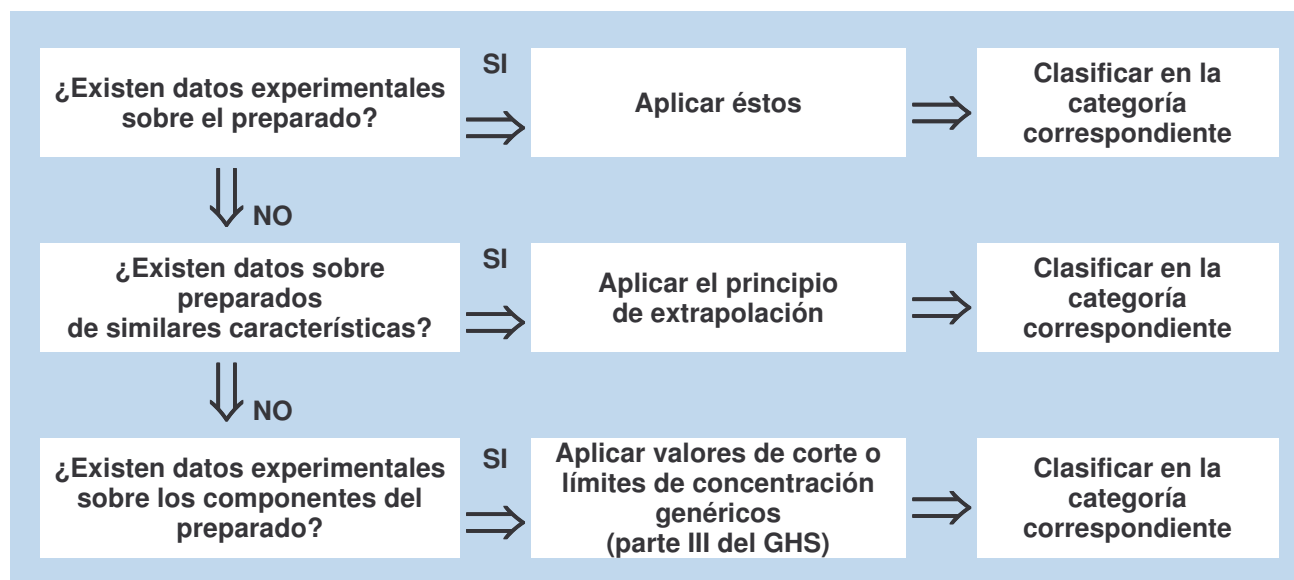 ¿Existen datos experimentales
sobre el preparado?
SI
Aplicar éstos
Clasificar en la
categoría
correspondiente
NO
¿Existen datos sobre
preparados
de similares características?
SI
Aplicar el principio
de extrapolación
Clasificar en la
categoría
correspondiente
NO
¿Existen datos experimentales
sobre los componentes del
preparado?
SI
Aplicar valores de corte o
límites de concentración
genéricos
(parte III del GHS)
Clasificar en la
categoría
correspondiente